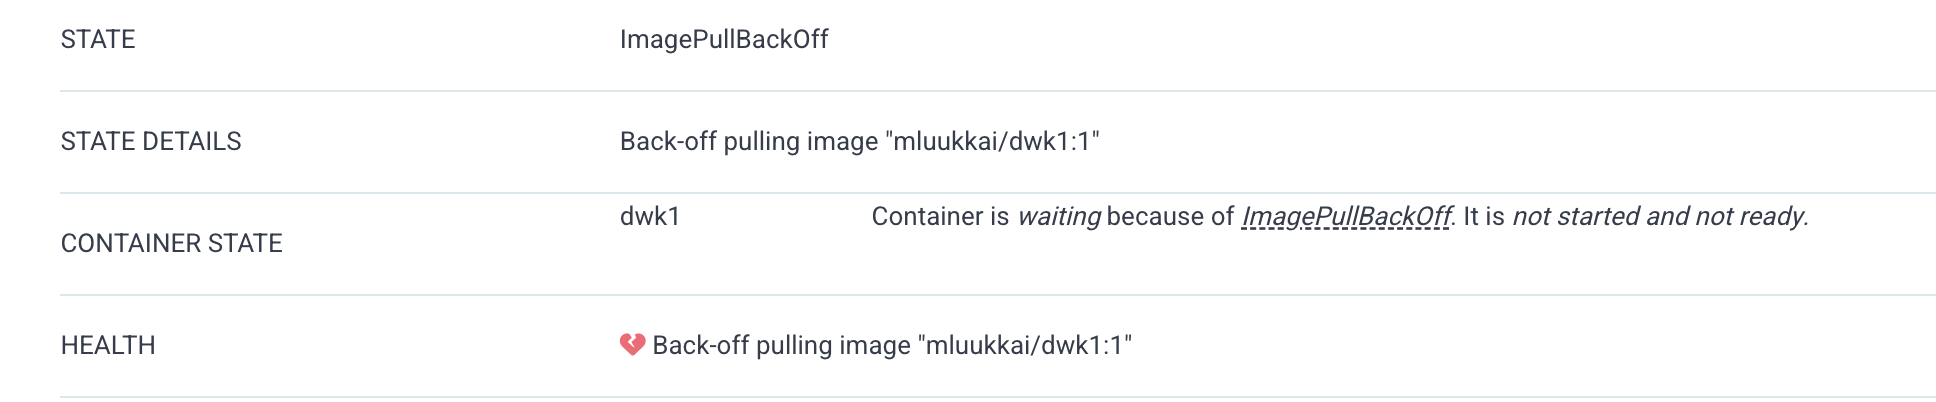 STATE ImagePullBackOff
STATE DETAILS Back-off pulling image "mluukkai/dwk1:1"
CONTAINER STATE dwk1 Container is waiting because of ImagePullBackOff. It is not started and not ready.
HEALTH Back-off pulling image "mluukkai/dwk1:1"